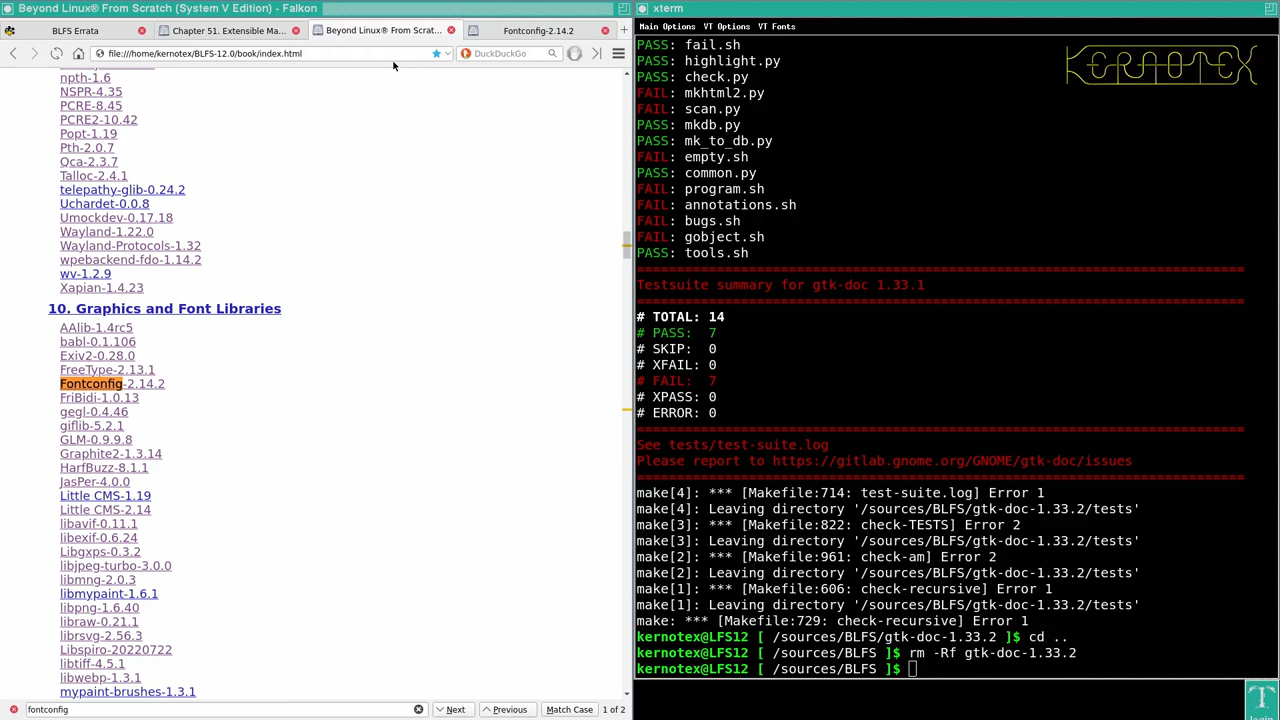 Beyond Linux® From Scratch (System V Edition) - Falkon
BLFS Errata
Chapter 51. Extensible Ma...
Beyond Linux® From Scrat...
Fontconfig-2.14.2
file:///home/kernotex/BLFS-12.0/book/index.html
DuckDuckGo
npth-1.6
NSPR-4.35
PCRE-8.45
PCRE2-10.42
Popt-1.19
Pth-2.0.7
Qca-2.3.7
Talloc-2.4.1
telepathy-glib-0.24.2
Uchardet-0.0.8
Umockdev-0.17.18
Wayland-1.22.0
Wayland-Protocols-1.32
wpebackend-fdo-1.14.2
wv-1.2.9
Xapian-1.4.23
10. Graphics and Font Libraries
AAlib-1.4rc5
babl-0.1.106
Exiv2-0.28.0
FreeType-2.13.1
Fontconfig-2.14.2
FriBidi-1.0.13
gegl-0.4.46
giflib-5.2.1
GLM-0.9.9.8
Graphite2-1.3.14
HarfBuzz-8.1.1
JasPer-4.0.0
Little CMS-1.19
Little CMS-2.14
libavif-0.11.1
libexif-0.6.24
Libgxps-0.3.2
libjpeg-turbo-3.0.0
libmng-2.0.3
libmypaint-1.6.1
libpng-1.6.40
libraw-0.21.1
librsvg-2.56.3
Libspiro-20220722
libtiff-4.5.1
libwebp-1.3.1
mypaint-brushes-1.3.1
fontconfig
Next
Previous
Match Case
1 of 2
xterm
Main Options VT Options VT Fonts
KERNOTEX
PASS: fail.sh
PASS: highlight.py
PASS: check.py
FAIL: mkhtml2.py
FAIL: scan.py
PASS: mkdb.py
PASS: mk_to_db.py
FAIL: empty.sh
PASS: common.py
FAIL: program.sh
FAIL: annotations.sh
FAIL: bugs.sh
FAIL: gobject.sh
PASS: tools.sh
============================================================================
Testsuite summary for gtk-doc 1.33.1
============================================================================
# TOTAL: 14
# PASS:  7
# SKIP:  0
# XFAIL: 0
# FAIL:  7
# XPASS: 0
# ERROR: 0
============================================================================
See tests/test-suite.log
Please report to https://gitlab.gnome.org/GNOME/gtk-doc/issues
============================================================================
make[4]: *** [Makefile:714: test-suite.log] Error 1
make[4]: Leaving directory '/sources/BLFS/gtk-doc-1.33.2/tests'
make[3]: *** [Makefile:822: check-TESTS] Error 2
make[3]: Leaving directory '/sources/BLFS/gtk-doc-1.33.2/tests'
make[2]: *** [Makefile:961: check-am] Error 2
make[2]: Leaving directory '/sources/BLFS/gtk-doc-1.33.2/tests'
make[1]: *** [Makefile:606: check-recursive] Error 1
make[1]: Leaving directory '/sources/BLFS/gtk-doc-1.33.2/tests'
make: *** [Makefile:729: check-recursive] Error 1
kernotex@LFS12 [ /sources/BLFS/gtk-doc-1.33.2 ]$ cd ..
kernotex@LFS12 [ /sources/BLFS ]$ rm -Rf gtk-doc-1.33.2
kernotex@LFS12 [ /sources/BLFS ]$
T
login